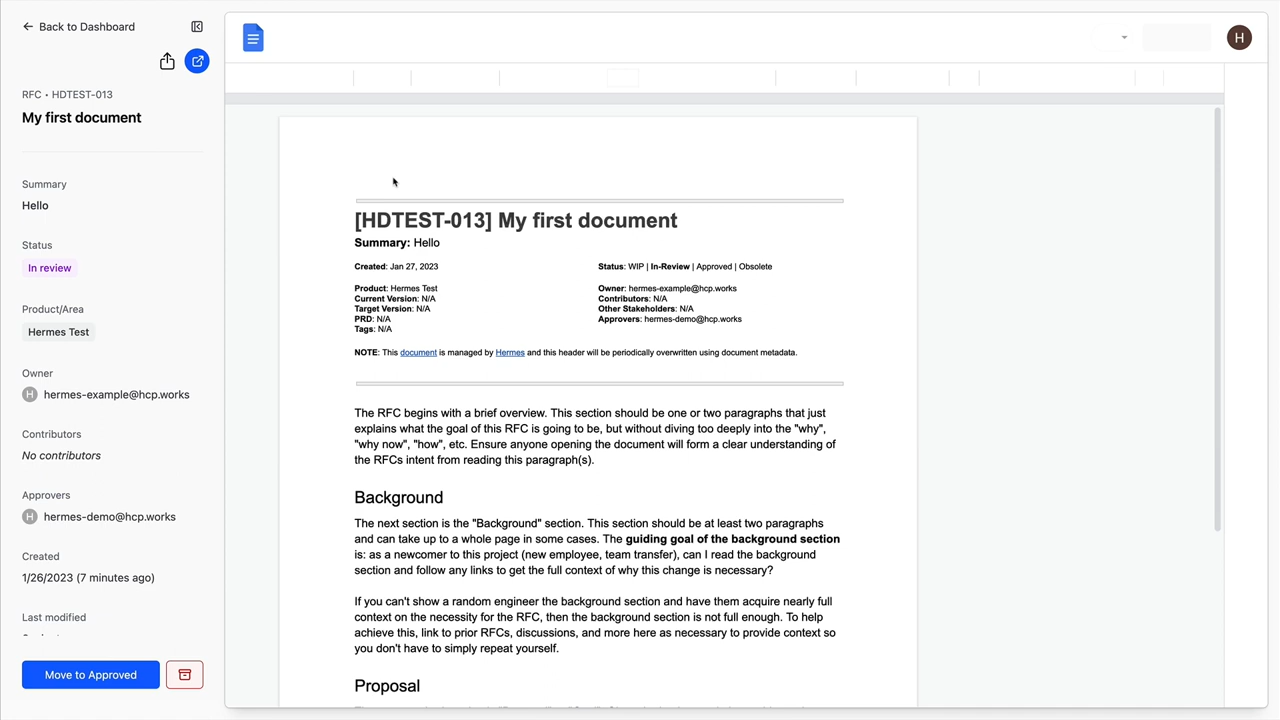 Back to Dashboard
RFC • HDTEST-013
My first document
Summary
Hello
Status
In review
Product/Area
Hermes Test
Owner
H hermes-example@hcp.works
Contributors
No contributors
Approvers
H hermes-demo@hcp.works
Created
1/26/2023 (7 minutes ago)
Last modified
Move to Approved
H
[HDTEST-013] My first document
Summary: Hello
Created: Jan 27, 2023
Status: WIP | In-Review | Approved | Obsolete
Product: Hermes Test
Current Version: N/A
Target Version: N/A
PRD: N/A
Tags: N/A
Owner: hermes-example@hcp.works
Contributors: N/A
Other Stakeholders: N/A
Approvers: hermes-demo@hcp.works
NOTE: This document is managed by Hermes and this header will be periodically overwritten using document metadata.
The RFC begins with a brief overview. This section should be one or two paragraphs that just
explains what the goal of this RFC is going to be, but without diving too deeply into the "why",
"why now", "how", etc. Ensure anyone opening the document will form a clear understanding of
the RFCs intent from reading this paragraph(s).
Background
The next section is the "Background" section. This section should be at least two paragraphs
and can take up to a whole page in some cases. The guiding goal of the background section
is: as a newcomer to this project (new employee, team transfer), can I read the background
section and follow any links to get the full context of why this change is necessary?
If you can't show a random engineer the background section and have them acquire nearly full
context on the necessity for the RFC, then the background section is not full enough. To help
achieve this, link to prior RFCs, discussions, and more here as necessary to provide context so
you don't have to simply repeat yourself.
Proposal